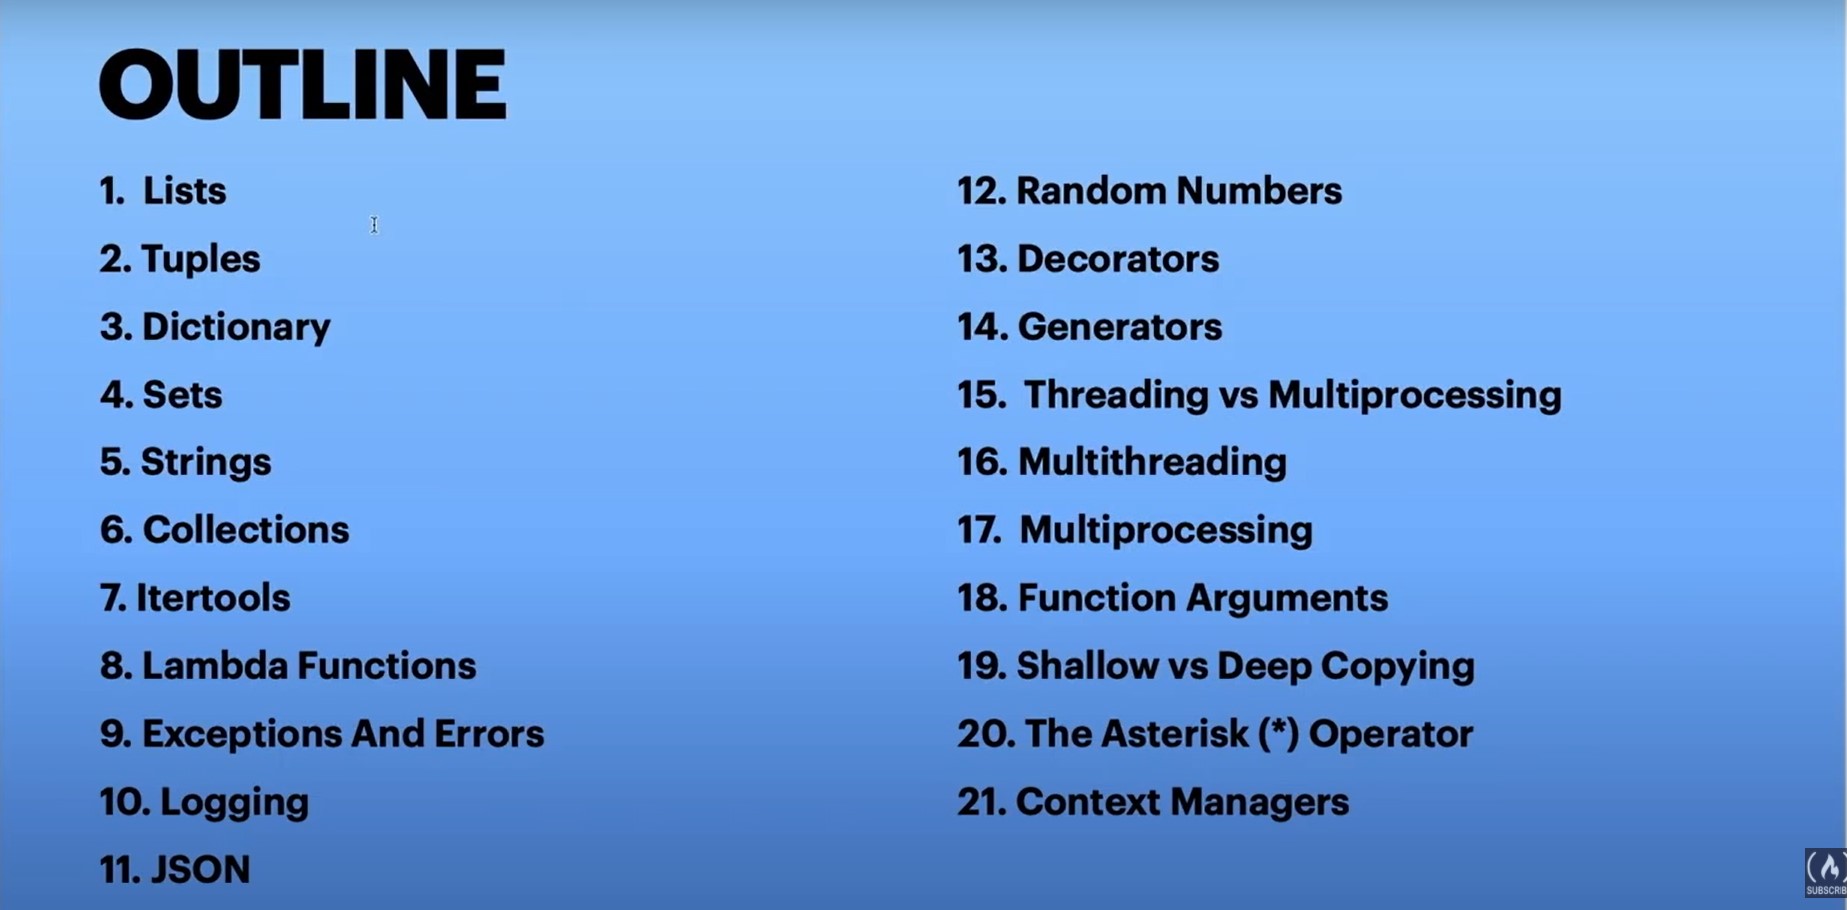 OUTLINE
1. Lists
2. Tuples
3. Dictionary
4. Sets
5. Strings
6. Collections
7. Itertools
8. Lambda Functions
9. Exceptions And Errors
10. Logging
11. JSON
12. Random Numbers
13. Decorators
14. Generators
15. Threading vs Multiprocessing
16. Multithreading
17. Multiprocessing
18. Function Arguments
19. Shallow vs Deep Copying
20. The Asterisk (*) Operator
21. Context Managers
SUBSCRIB